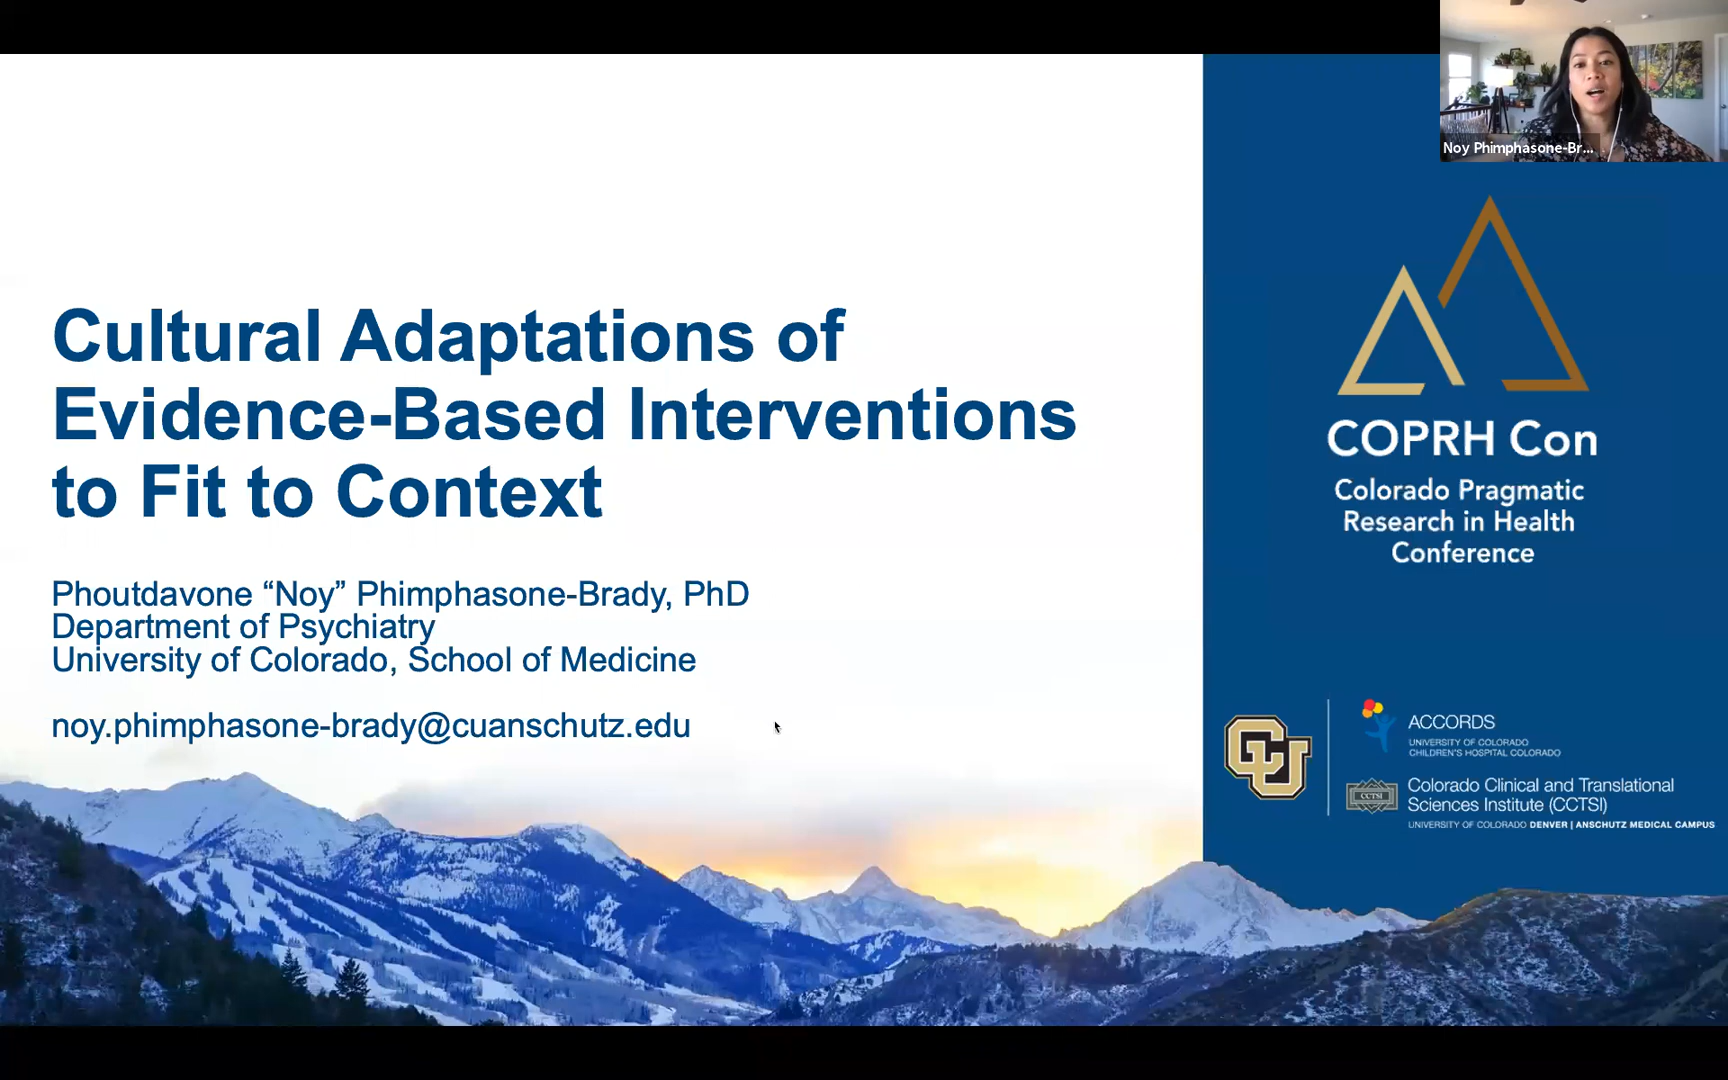 Noy Phimphasone-Br...
Cultural Adaptations of
Evidence-Based Interventions
to Fit to Context
Phoutdavone “Noy” Phimphasone-Brady, PhD
Department of Psychiatry
University of Colorado, School of Medicine
noy.phimphasone-brady@cuanschutz.edu
COPRH Con
Colorado Pragmatic
Research in Health
Conference
CU
ACCORDS
UNIVERSITY OF COLORADO
CHILDREN'S HOSPITAL COLORADO
CCTSI
Colorado Clinical and Translational
Sciences Institute (CCTSI)
UNIVERSITY OF COLORADO DENVER | ANSCHUTZ MEDICAL CAMPUS